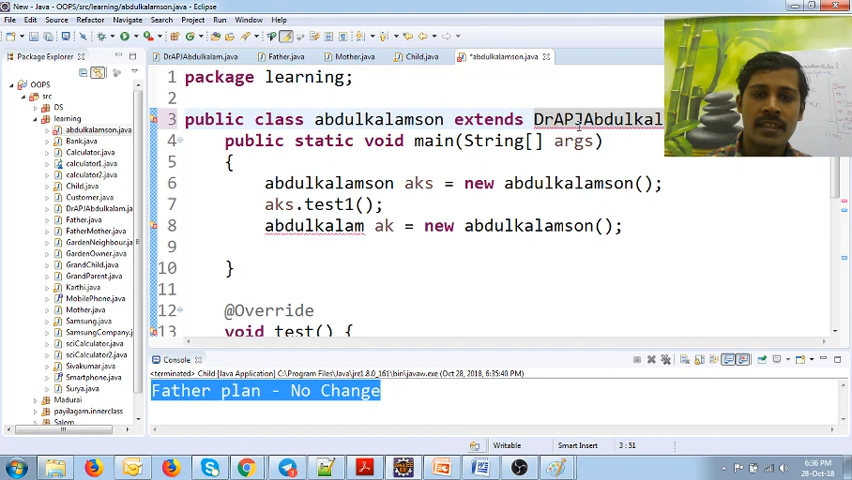 New - Java - OOPS/src/learning/abdulkalamson.java - Eclipse
File Edit Source Refactor Navigate Search Project Run Window Help
Package Explorer
DrAPJAbdulkalam.java
Father.java
Mother.java
Child.java
*abdulkalamson.java
OOPS
src
DS
learning
abdulkalamson.java
Bank.java
Calculator.java
calculator1.java
calculator2.java
Child.java
Customer.java
DrAPJAbdulkalam.java
Father.java
FatherMother.java
GardenNeighbour.java
GardenOwner.java
GrandChild.java
GrandParent.java
Karthi.java
MobilePhone.java
Mother.java
Samsung.java
SamsungCompany.java
sciCalculator.java
sciCalculator2.java
Sivakumar.java
Smartphone.java
Surya.java
Madurai
payilagam.innerclass
Salem
1 package learning;
2
3 public class abdulkalamson extends DrAPJAbdulkal
4 public static void main(String[] args)
5 {
6 abdulkalamson aks = new abdulkalamson();
7 aks.test1();
8 abdulkalam ak = new abdulkalamson();
9
10 }
11
12 @Override
13 void test() {
Console
<terminated> Child [Java Application] C:\Program Files\Java\jre1.8.0_161\bin\javaw.exe (Oct 28, 2018, 6:35:40 PM)
Father plan - No Change
Writable
Smart Insert
3 : 51
6:36 PM
28-Oct-18